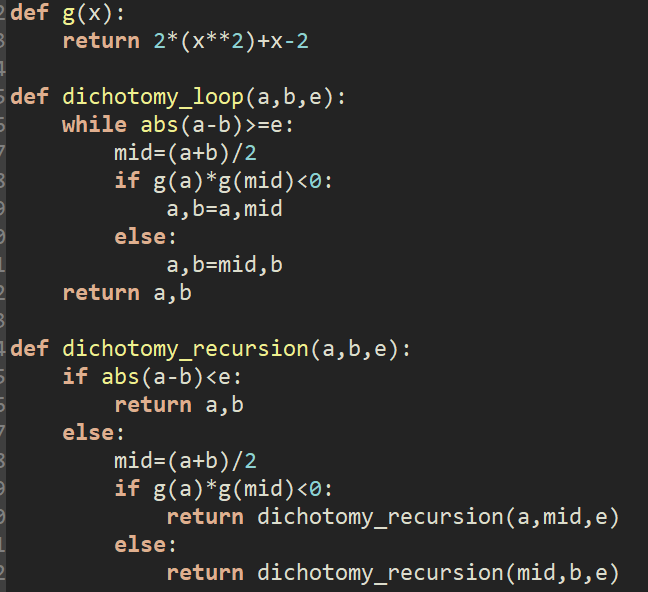 def g(x):
    return 2*(x**2)+x-2

def dichotomy_loop(a,b,e):
    while abs(a-b)>=e:
        mid=(a+b)/2
        if g(a)*g(mid)<0:
            a,b=a,mid
        else:
            a,b=mid,b
    return a,b

def dichotomy_recursion(a,b,e):
    if abs(a-b)<e:
        return a,b
    else:
        mid=(a+b)/2
        if g(a)*g(mid)<0:
            return dichotomy_recursion(a,mid,e)
        else:
            return dichotomy_recursion(mid,b,e)